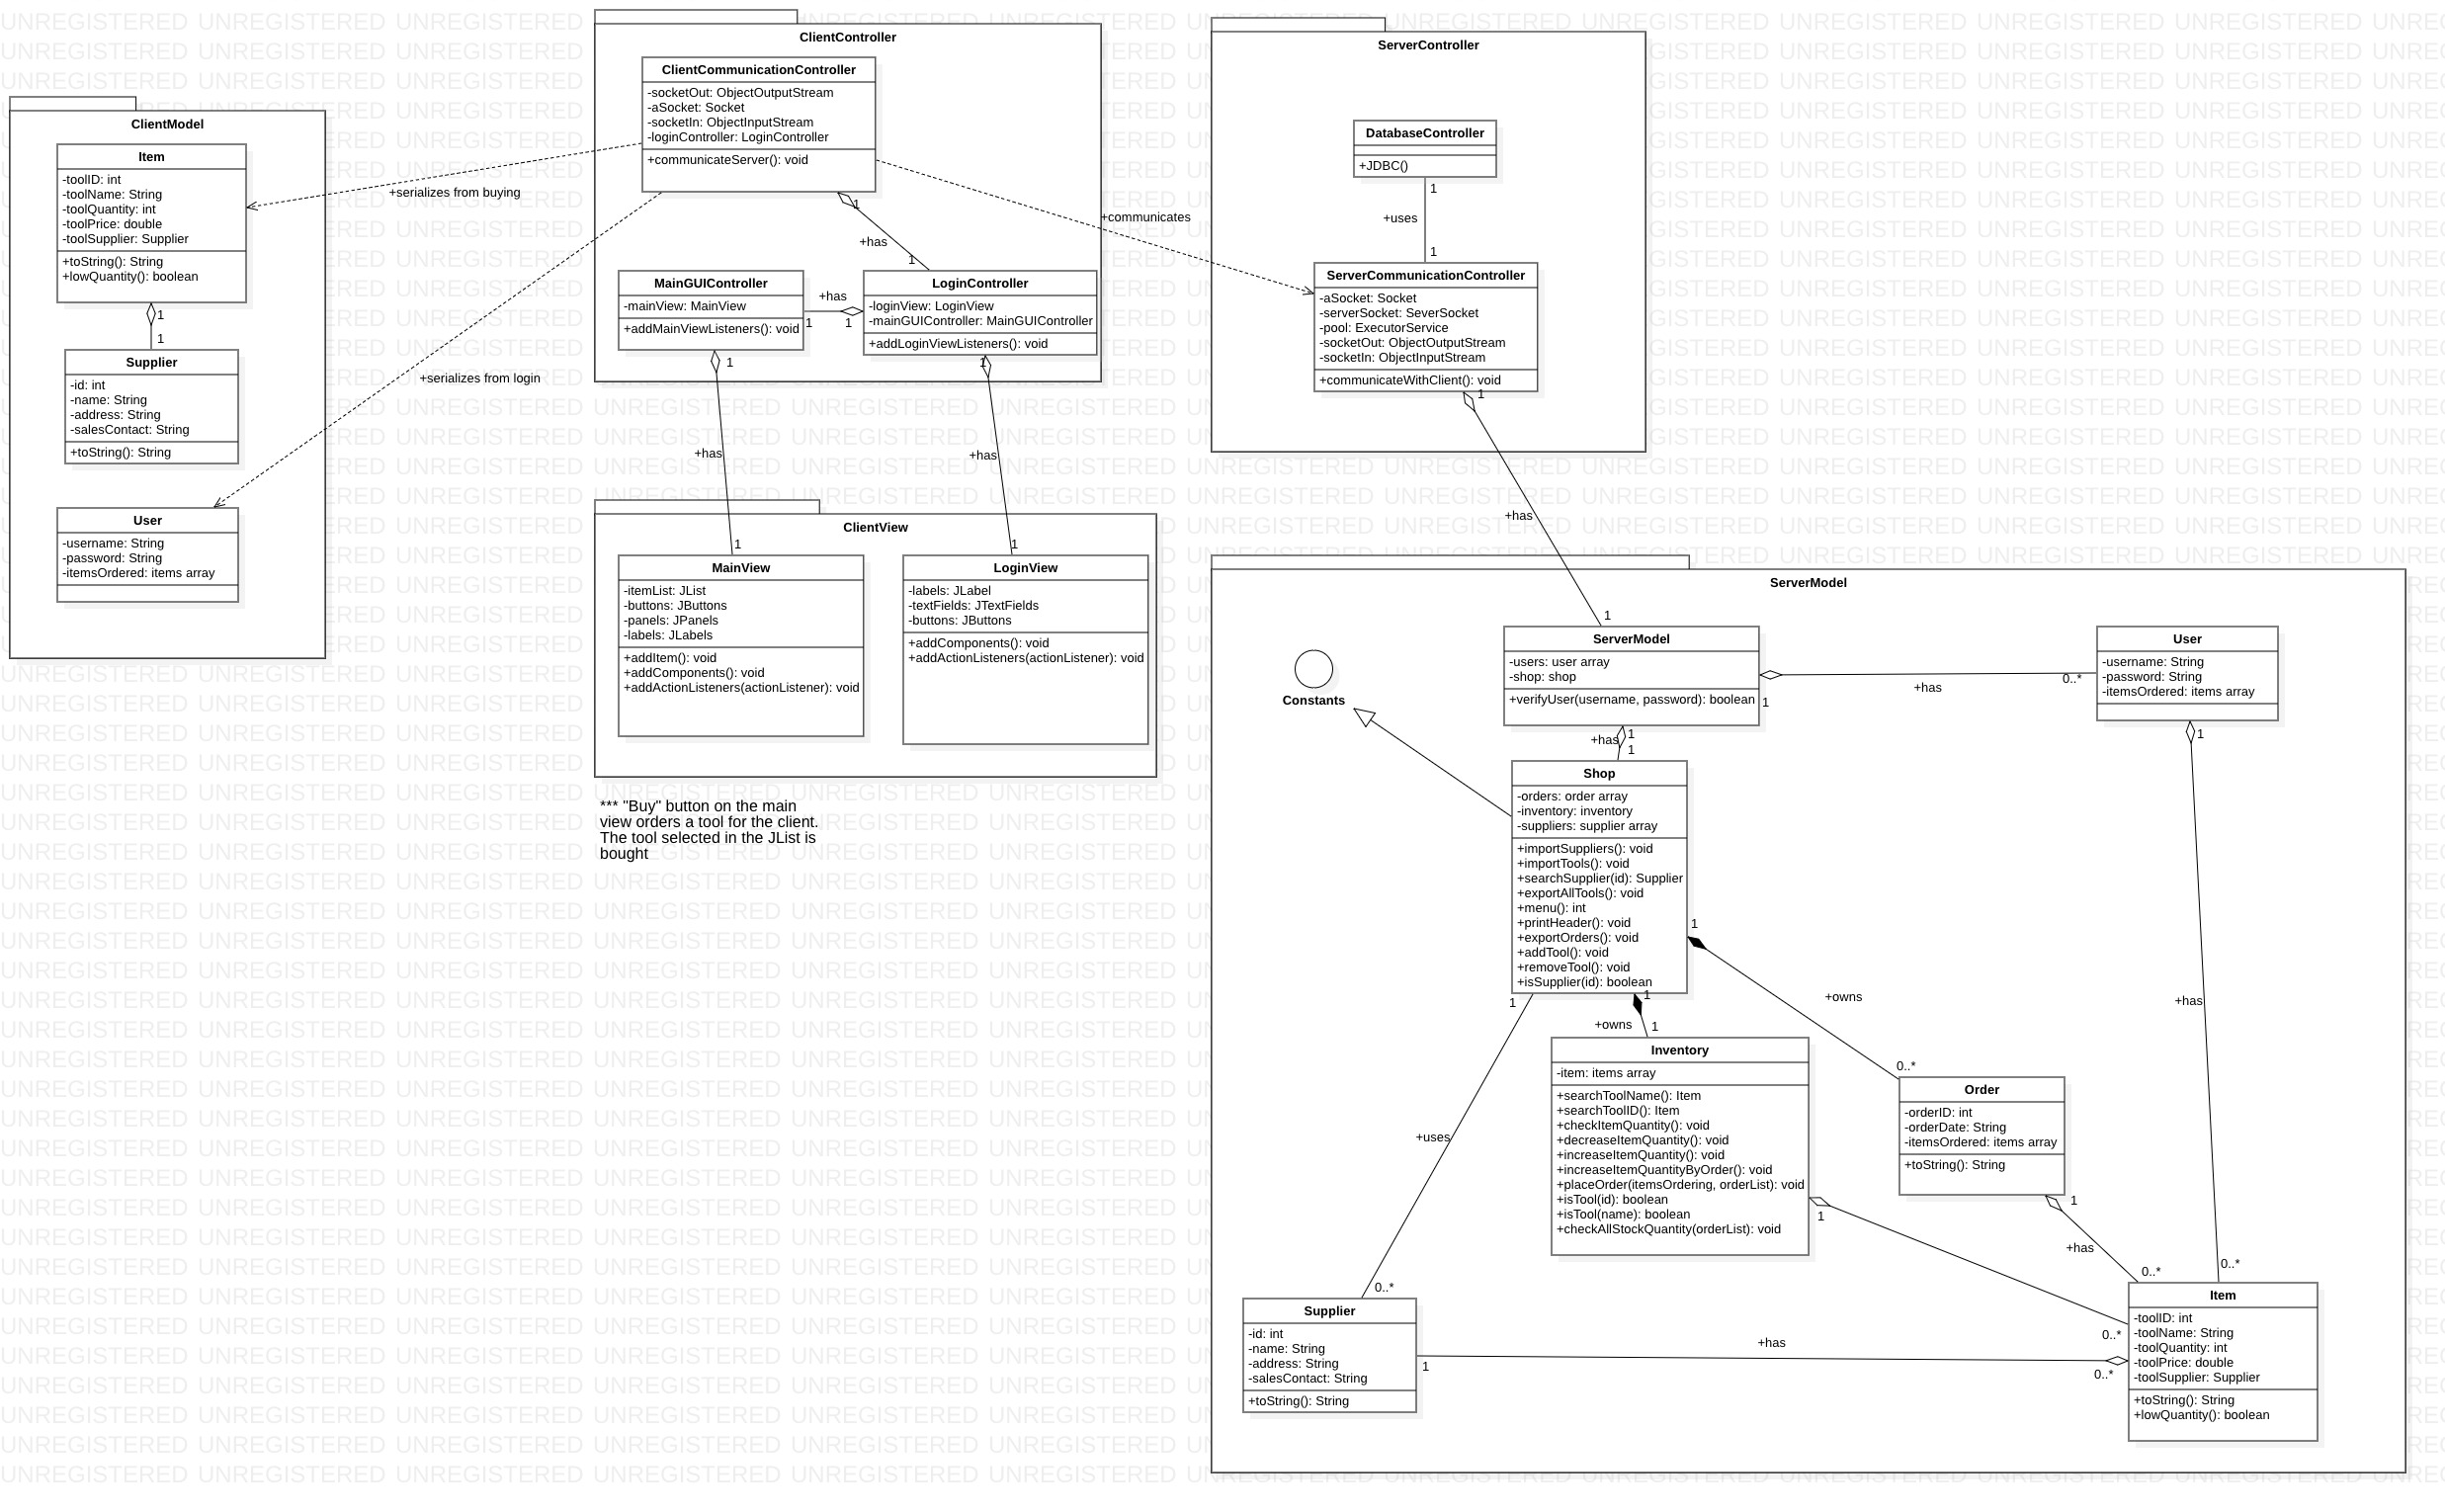 ClientModel
Item
-toolID: int
-toolName: String
-toolQuantity: int
-toolPrice: double
-toolSupplier: Supplier
+toString(): String
+lowQuantity(): boolean
1
1
Supplier
-id: int
-name: String
-address: String
-salesContact: String
+toString(): String
User
-username: String
-password: String
-itemsOrdered: items array
+serializes from buying
+serializes from login
ClientController
ClientCommunicationController
-socketOut: ObjectOutputStream
-aSocket: Socket
-socketIn: ObjectInputStream
-loginController: LoginController
+communicateServer(): void
1
+has
1
MainGUIController
-mainView: MainView
+addMainViewListeners(): void
+has
1
1
LoginController
-loginView: LoginView
-mainGUIController: MainGUIController
+addLoginViewListeners(): void
1
1
+has
+has
1
1
+communicates
ClientView
MainView
-itemList: JList
-buttons: JButtons
-panels: JPanels
-labels: JLabels
+addItem(): void
+addComponents(): void
+addActionListeners(actionListener): void
LoginView
-labels: JLabel
-textFields: JTextFields
-buttons: JButtons
+addComponents(): void
+addActionListeners(actionListener): void
*** "Buy" button on the main
view orders a tool for the client.
The tool selected in the JList is
bought
ServerController
DatabaseController
+JDBC()
1
+uses
1
ServerCommunicationController
-aSocket: Socket
-serverSocket: SeverSocket
-pool: ExecutorService
-socketOut: ObjectOutputStream
-socketIn: ObjectInputStream
+communicateWithClient(): void
1
+has
1
ServerModel
Constants
ServerModel
-users: user array
-shop: shop
+verifyUser(username, password): boolean
1
+has
0..*
User
-username: String
-password: String
-itemsOrdered: items array
1
+has
0..*
+has
1
1
Shop
-orders: order array
-inventory: inventory
-suppliers: supplier array
+importSuppliers(): void
+importTools(): void
+searchSupplier(id): Supplier
+exportAllTools(): void
+menu(): int
+printHeader(): void
+exportOrders(): void
+addTool(): void
+removeTool(): void
+isSupplier(id): boolean
1
+owns
0..*
1
+uses
0..*
1
+owns
1
Inventory
-item: items array
+searchToolName(): Item
+searchToolID(): Item
+checkItemQuantity(): void
+decreaseItemQuantity(): void
+increaseItemQuantity(): void
+increaseItemQuantityByOrder(): void
+placeOrder(itemsOrdering, orderList): void
+isTool(id): boolean
+isTool(name): boolean
+checkAllStockQuantity(orderList): void
1
0..*
Order
-orderID: int
-orderDate: String
-itemsOrdered: items array
+toString(): String
1
+has
0..*
Supplier
-id: int
-name: String
-address: String
-salesContact: String
+toString(): String
1
+has
0..*
Item
-toolID: int
-toolName: String
-toolQuantity: int
-toolPrice: double
-toolSupplier: Supplier
+toString(): String
+lowQuantity(): boolean
UNREGISTERED